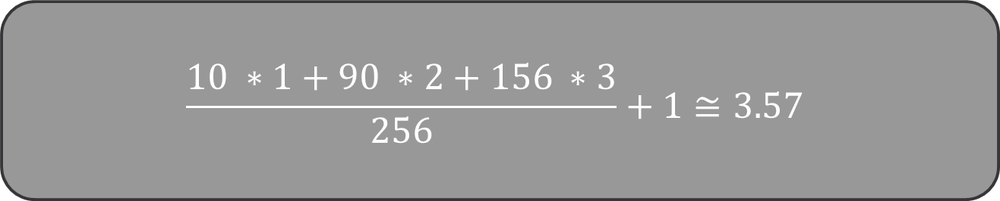 10 * 1 + 90 * 2 + 156 * 3
256
+ 1 ≅ 3.57